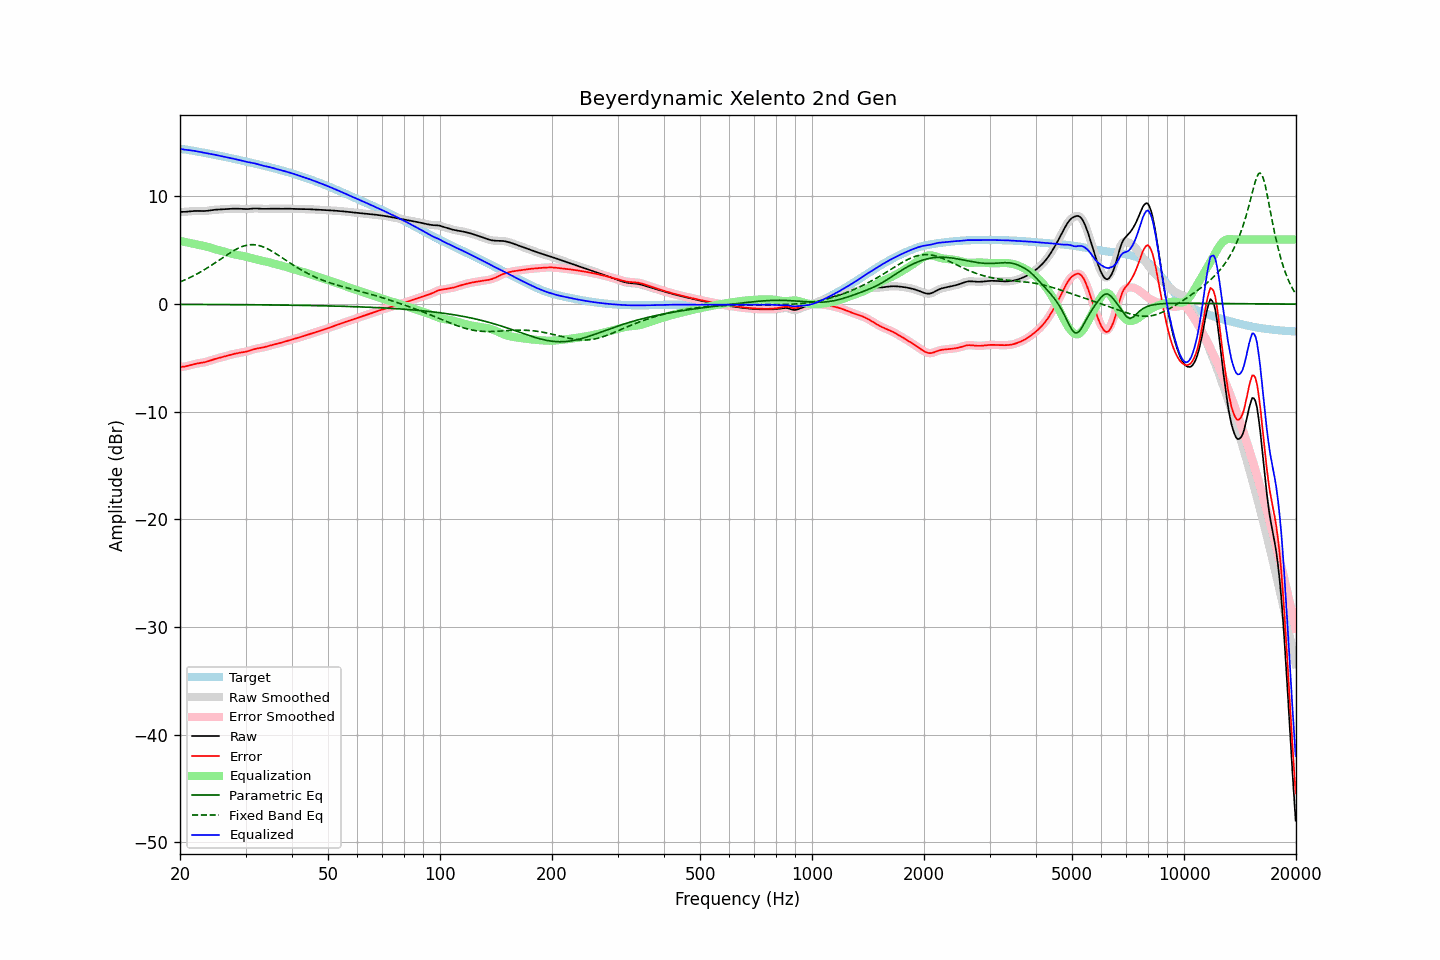 Beyerdynamic Xelento 2nd Gen
Amplitude (dBr)
10
0
−10
−20
−30
−40
−50
Target
Raw Smoothed
Error Smoothed
Raw
Error
Equalization
Parametric Eq
Fixed Band Eq
Equalized
20 50 100 200 500 1000 2000 5000 10000 20000
Frequency (Hz)